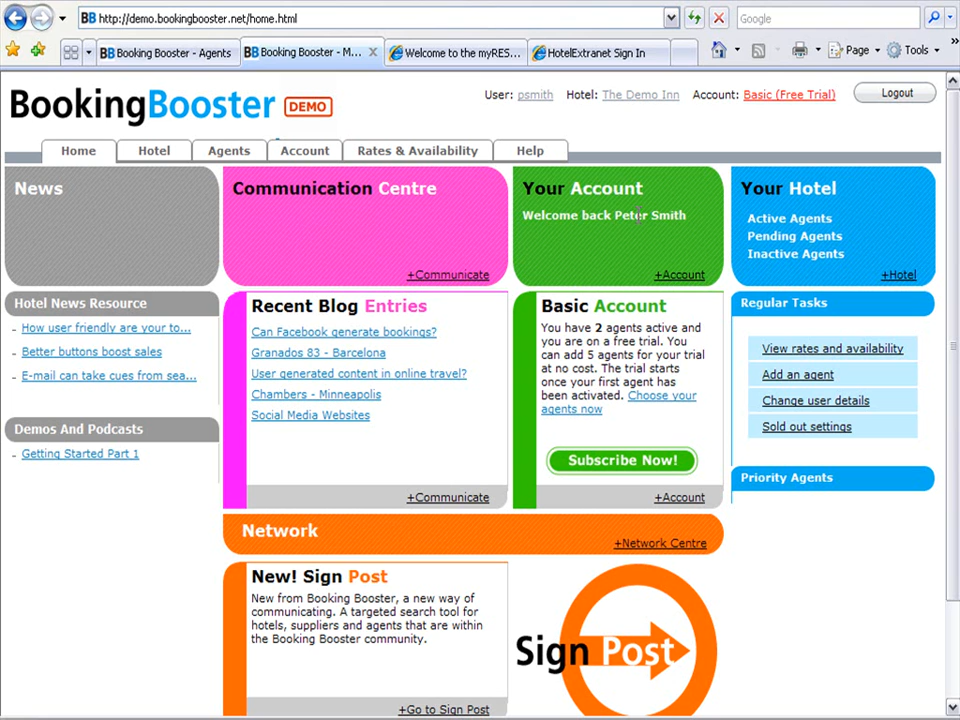 http://demo.bookingbooster.net/home.html
Google
Booking Booster - Agents
Booking Booster - M...
Welcome to the myRES...
HotelExtranet Sign In
Page
Tools
BookingBooster DEMO
User: psmith Hotel: The Demo Inn Account: Basic (Free Trial)
Logout
Home
Hotel
Agents
Account
Rates & Availability
Help
News
Communication Centre
+Communicate
Your Account
Welcome back Peter Smith
+Account
Your Hotel
Active Agents
Pending Agents
Inactive Agents
+Hotel
Hotel News Resource
How user friendly are your to...
Better buttons boost sales
E-mail can take cues from sea...
Demos And Podcasts
Getting Started Part 1
Recent Blog Entries
Can Facebook generate bookings?
Granados 83 - Barcelona
User generated content in online travel?
Chambers - Minneapolis
Social Media Websites
+Communicate
Basic Account
You have 2 agents active and
you are on a free trial. You
can add 5 agents for your trial
at no cost. The trial starts
once your first agent has
been activated. Choose your
agents now
Subscribe Now!
+Account
Regular Tasks
View rates and availability
Add an agent
Change user details
Sold out settings
Priority Agents
Network
+Network Centre
New! Sign Post
New from Booking Booster, a new way of
communicating. A targeted search tool for
hotels, suppliers and agents that are within
the Booking Booster community.
+Go to Sign Post
Sign Post